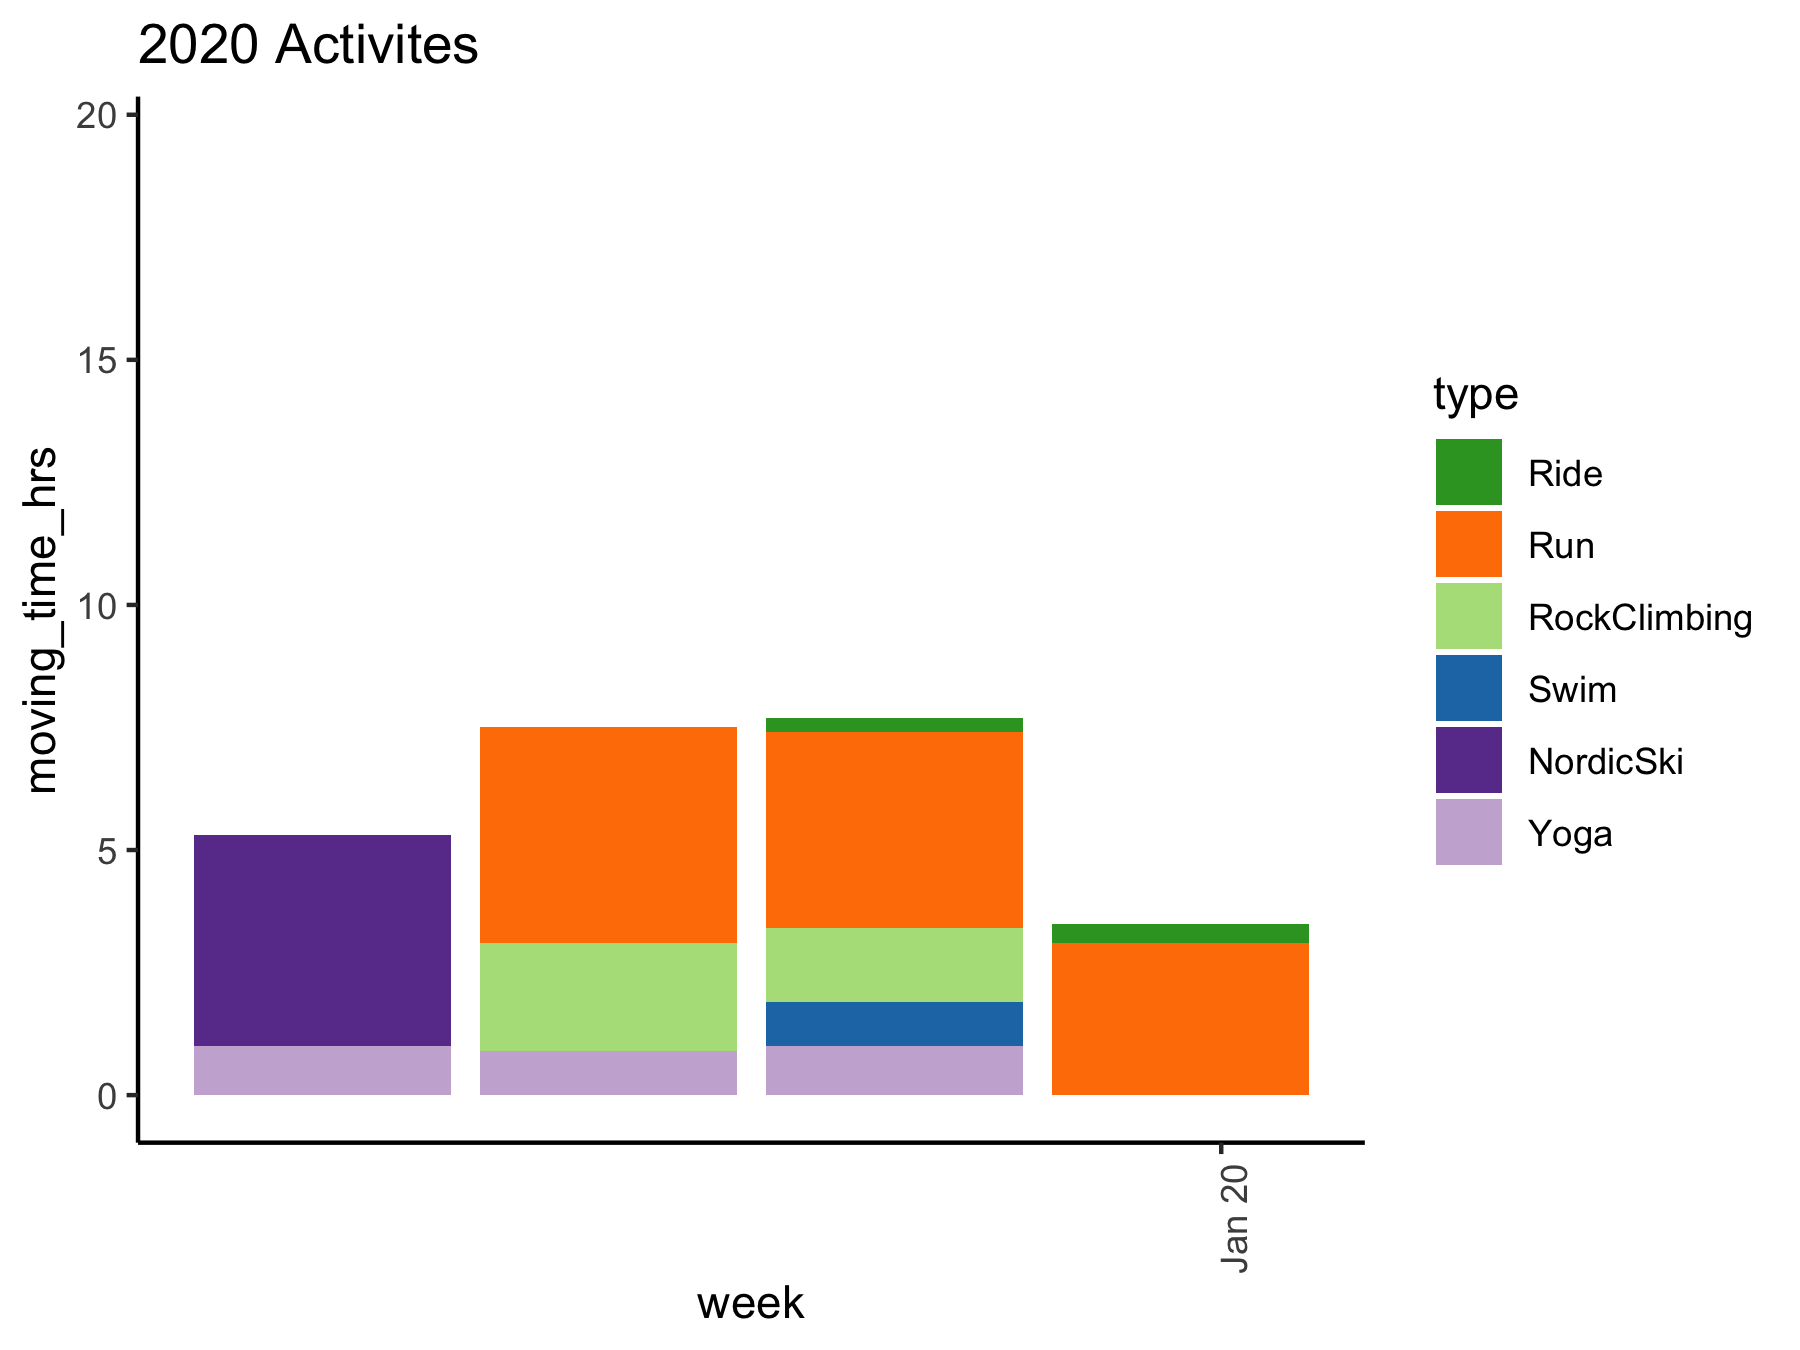 2020 Activites
20
15
10
5
0
moving_time_hrs
Jan 20
week
type
Ride
Run
RockClimbing
Swim
NordicSki
Yoga